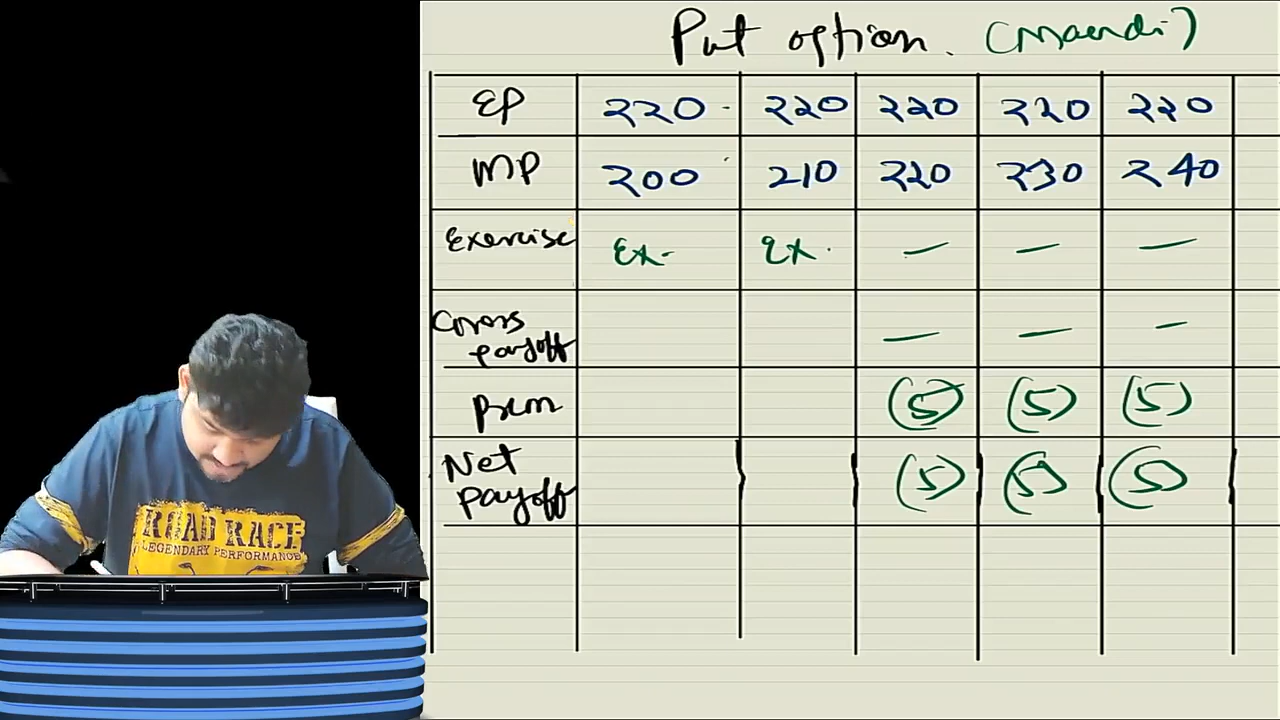 Put option. (Mandi)
EP 220 220 220 220 220
MP 200 210 220 230 240
Exercise Ex. Ex. — — —
Gross payoff — — —
Prem (5) (5) (5)
Net payoff (5) (5) (5)
ROAD RACE
LEGENDARY PERFORMANCE